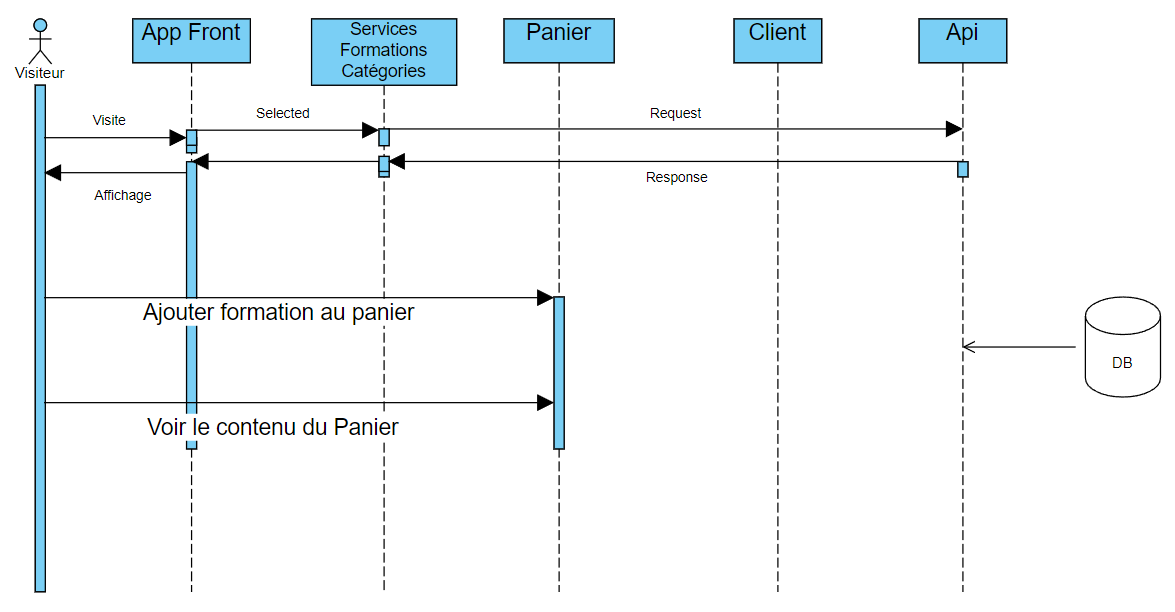 Visiteur
App Front
Services
Formations
Catégories
Panier
Client
Api
Visite
Selected
Request
Response
Affichage
Ajouter formation au panier
DB
Voir le contenu du Panier